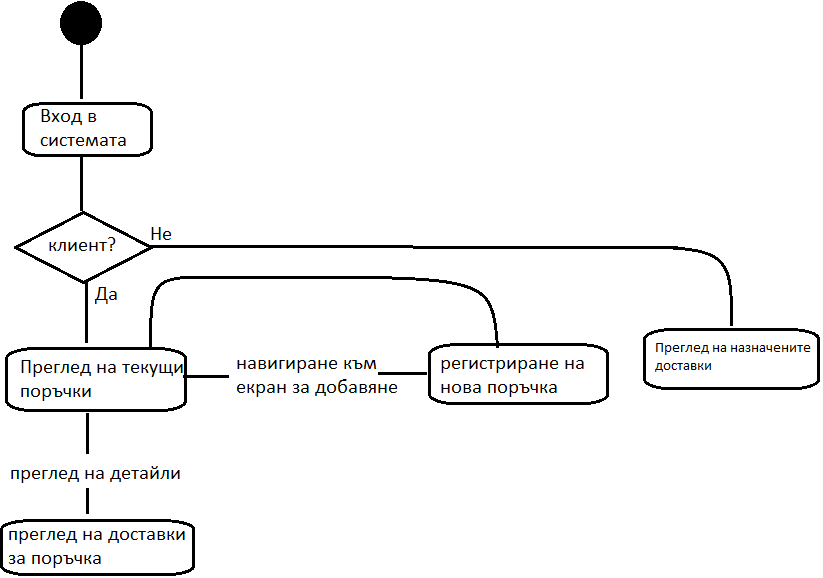 Вход в
системата
клиент?
Не
Да
Преглед на текущи
поръчки
навигиране към
екран за добавяне
регистриране на
нова поръчка
Преглед на назначените
доставки
преглед на детайли
преглед на доставки
за поръчка